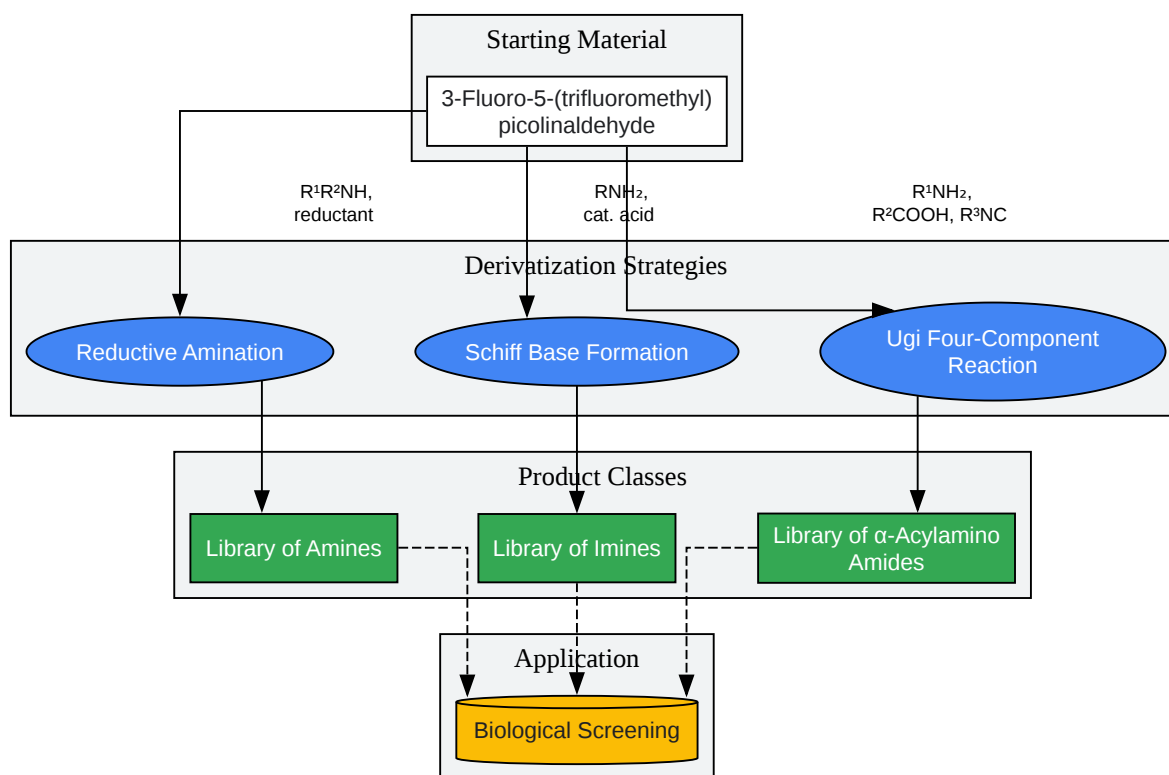 Starting Material
3-Fluoro-5-(trifluoromethyl)
picolinaldehyde
R¹R²NH,
reductant
RNH₂,
cat. acid
R¹NH₂,
R²COOH, R³NC
Derivatization Strategies
Reductive Amination
Schiff Base Formation
Ugi Four-Component
Reaction
Product Classes
Library of Amines
Library of Imines
Library of α-Acylamino
Amides
Application
Biological Screening